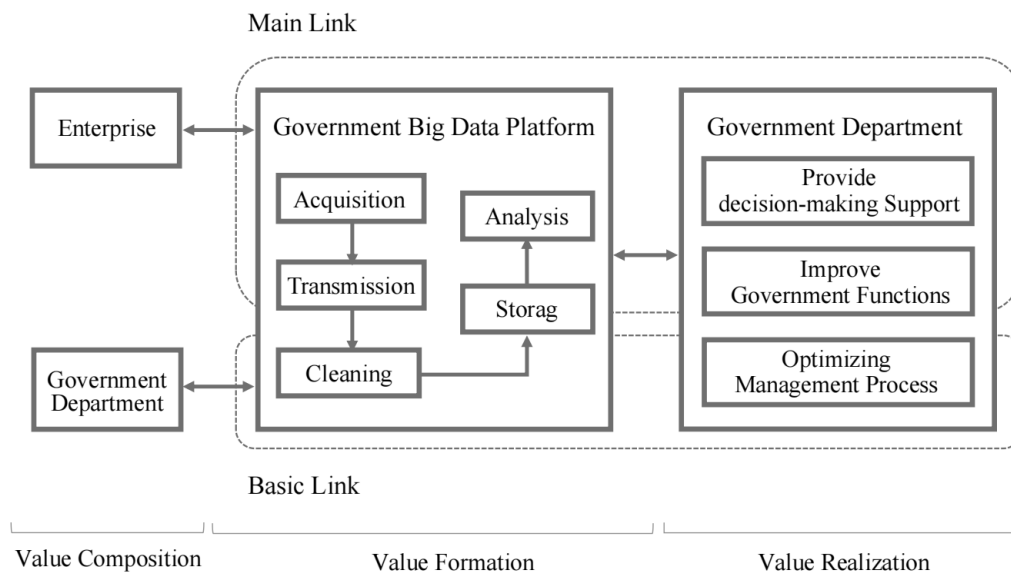 Main Link
Enterprise
Government Big Data Platform
Acquisition
Transmission
Cleaning
Analysis
Storag
Government Department
Provide
decision-making Support
Improve
Government Functions
Optimizing
Management Process
Government
Department
Basic Link
Value Composition
Value Formation
Value Realization